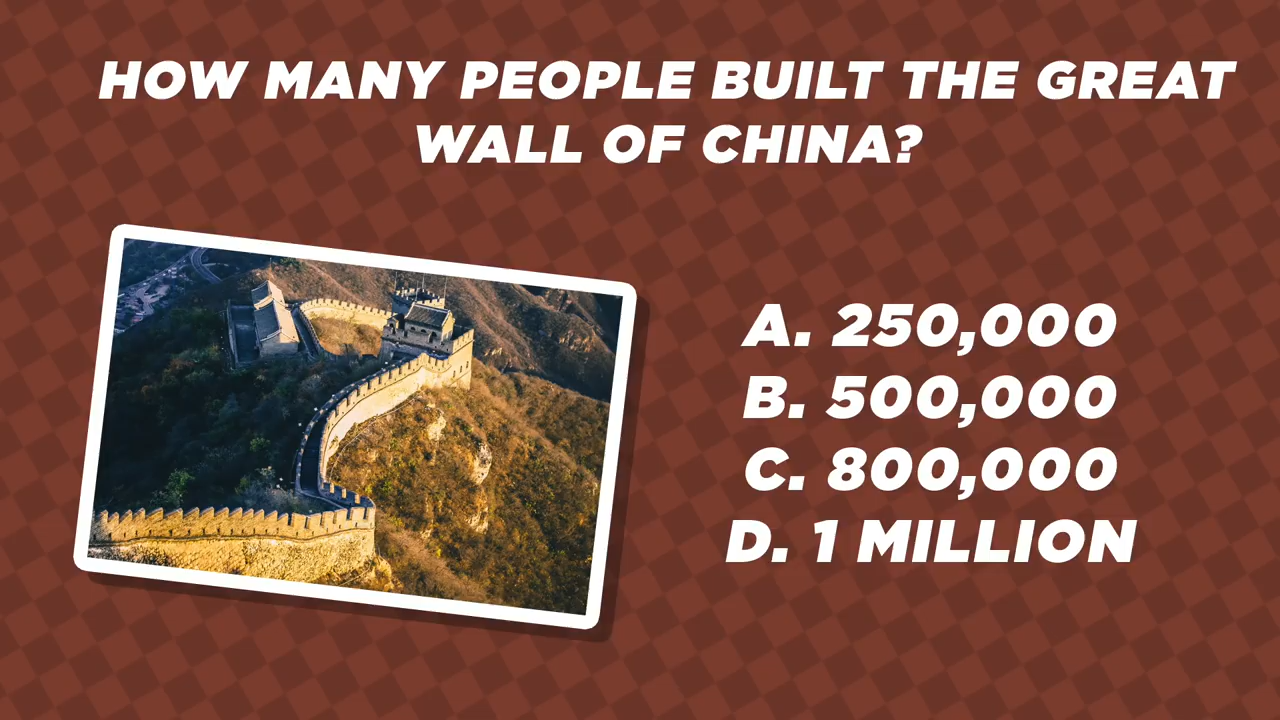 HOW MANY PEOPLE BUILT THE GREAT
WALL OF CHINA?
A. 250,000
B. 500,000
C. 800,000
D. 1 MILLION